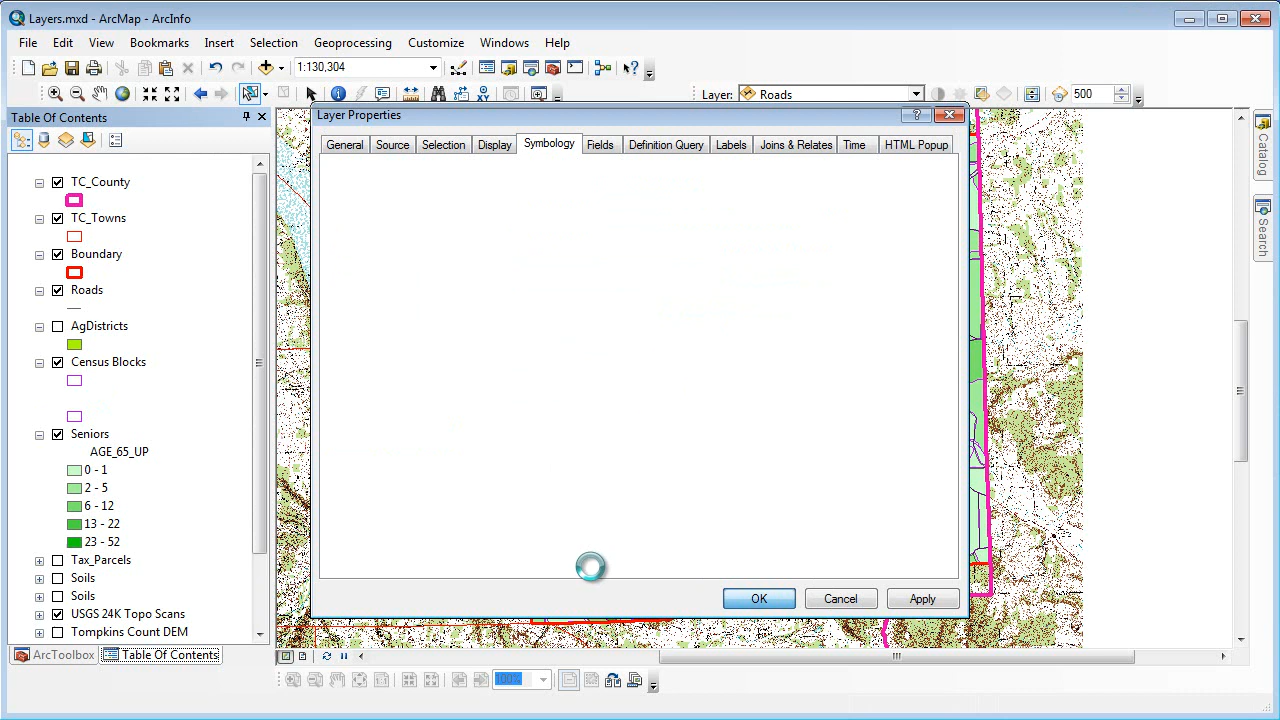 Layers.mxd - ArcMap - ArcInfo
File Edit View Bookmarks Insert Selection Geoprocessing Customize Windows Help
1:130,304
Layer: Roads 500
Table Of Contents
TC_County
TC_Towns
Boundary
Roads
AgDistricts
Census Blocks
Seniors
AGE_65_UP
0 - 1
2 - 5
6 - 12
13 - 22
23 - 52
Tax_Parcels
Soils
Soils
USGS 24K Topo Scans
Tompkins Count DEM
ArcToolbox Table Of Contents
Layer Properties
General Source Selection Display Symbology Fields Definition Query Labels Joins & Relates Time HTML Popup
OK Cancel Apply
100%
Catalog
Search